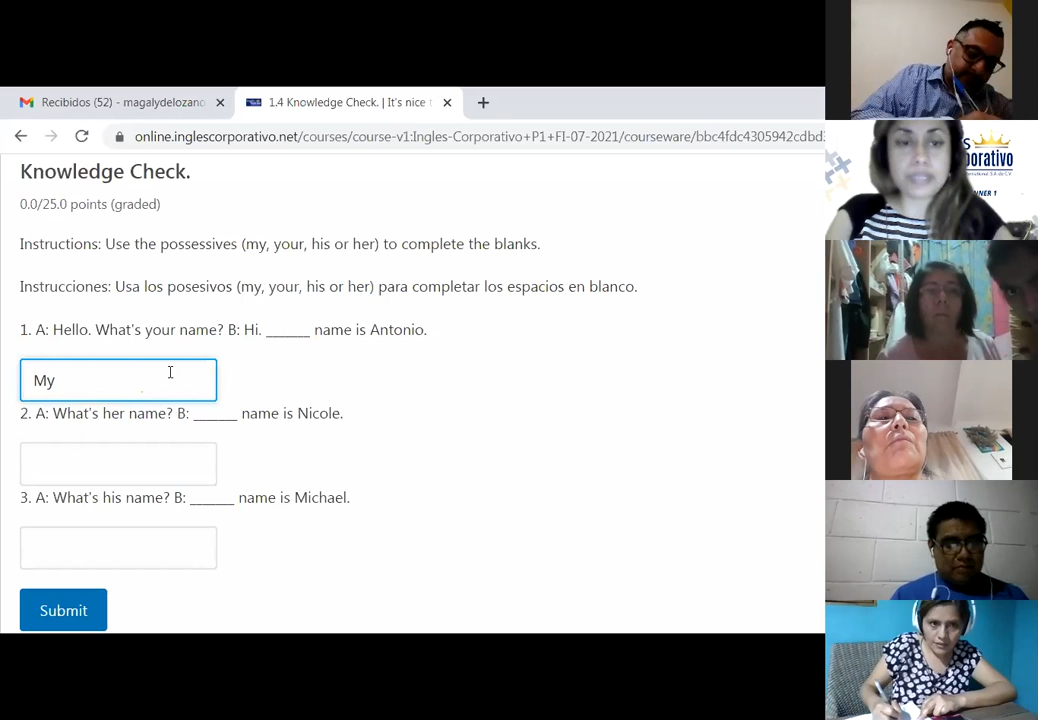 Recibidos (52) - magalydelozano
1.4 Knowledge Check. | It's nice t
online.inglescorporativo.net/courses/course-v1:Ingles-Corporativo+P1+FI-07-2021/courseware/bbc4fdc4305942cdbd
Knowledge Check.
0.0/25.0 points (graded)
Instructions: Use the possessives (my, your, his or her) to complete the blanks.
Instrucciones: Usa los posesivos (my, your, his or her) para completar los espacios en blanco.
1. A: Hello. What's your name? B: Hi. _______ name is Antonio.
My
2. A: What's her name? B: _______ name is Nicole.
3. A: What's his name? B: _______ name is Michael.
Submit